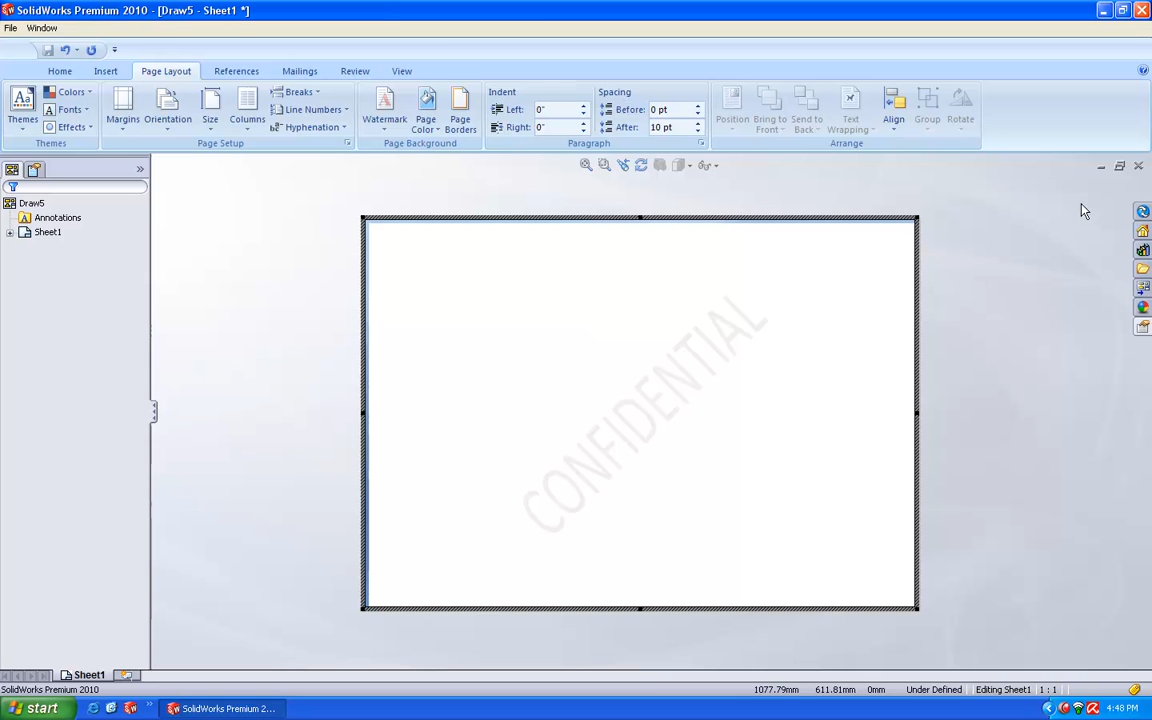 SolidWorks Premium 2010 - [Draw5 - Sheet1 *]
File Window
Home Insert Page Layout References Mailings Review View
Themes Colors Fonts Effects Themes
Margins Orientation Size Columns Breaks Line Numbers Hyphenation Page Setup
Watermark Page Color Page Borders Page Background
Indent Left: 0" Right: 0" Spacing Before: 0 pt After: 10 pt Paragraph
Position Bring to Front Send to Back Text Wrapping Align Group Rotate Arrange
Draw5
Annotations
Sheet1
CONFIDENTIAL
Sheet1
SolidWorks Premium 2010 1077.79mm 611.81mm 0mm Under Defined Editing Sheet1 1 : 1
start SolidWorks Premium 2... 4:48 PM